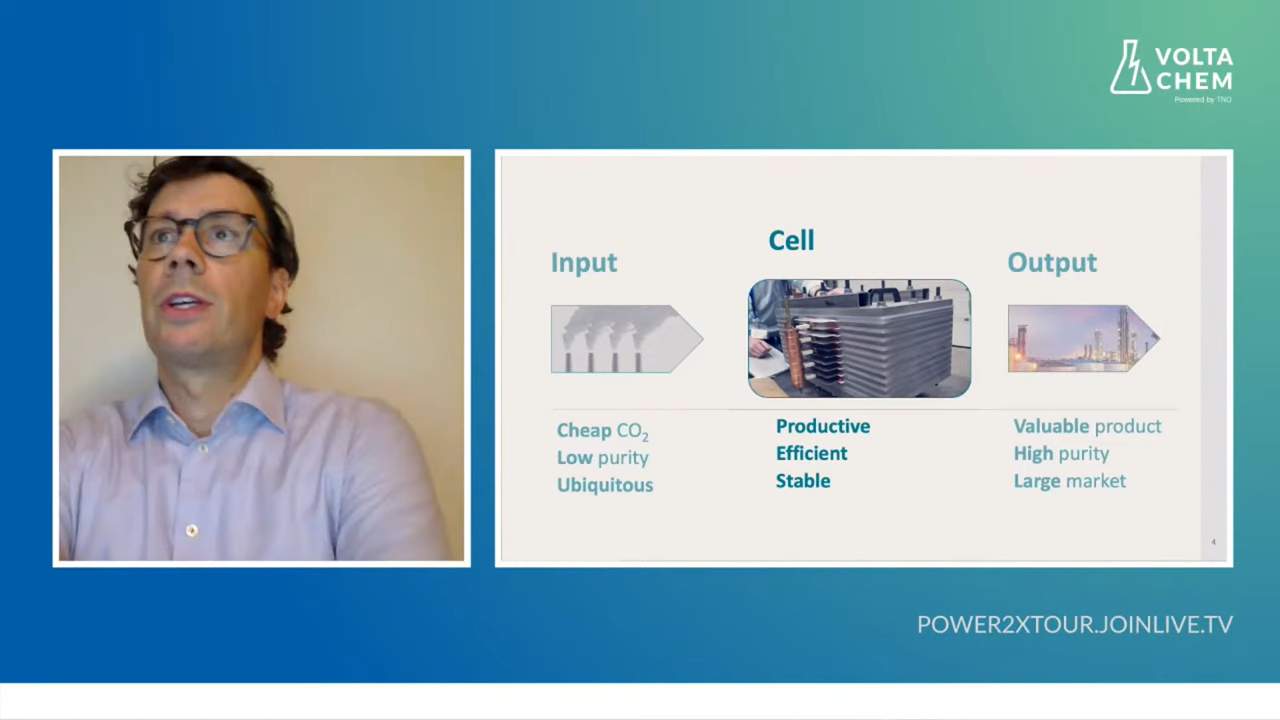 VOLTA
CHEM
Powered by TNO
Cell
Input
Output
Cheap CO₂
Low purity
Ubiquitous
Productive
Efficient
Stable
Valuable product
High purity
Large market
4
POWER2XTOUR.JOINLIVE.TV